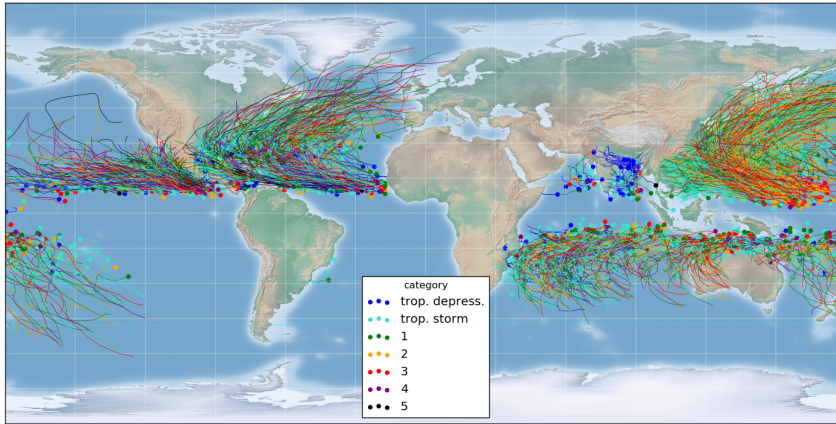 category
trop. depress.
trop. storm
1
2
3
4
5